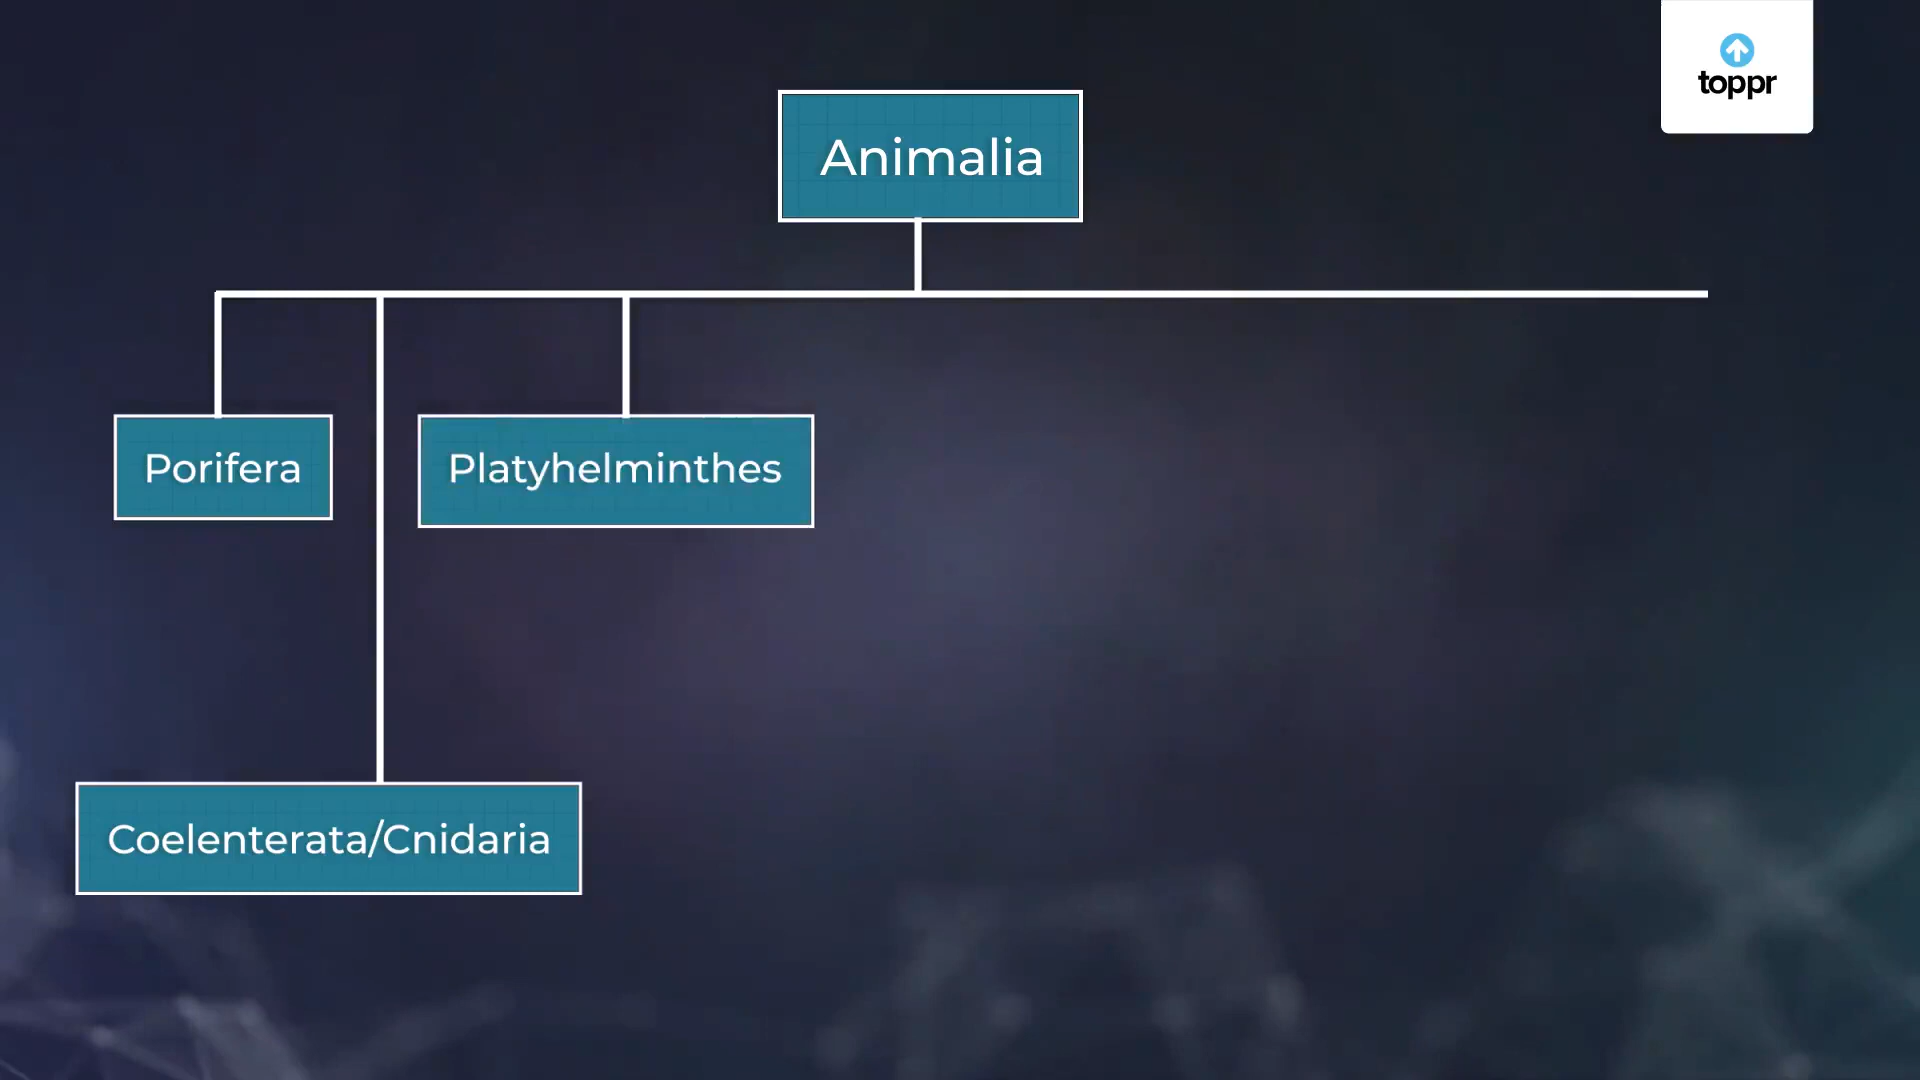 toppr
Animalia
Porifera
Platyhelminthes
Coelenterata/Cnidaria